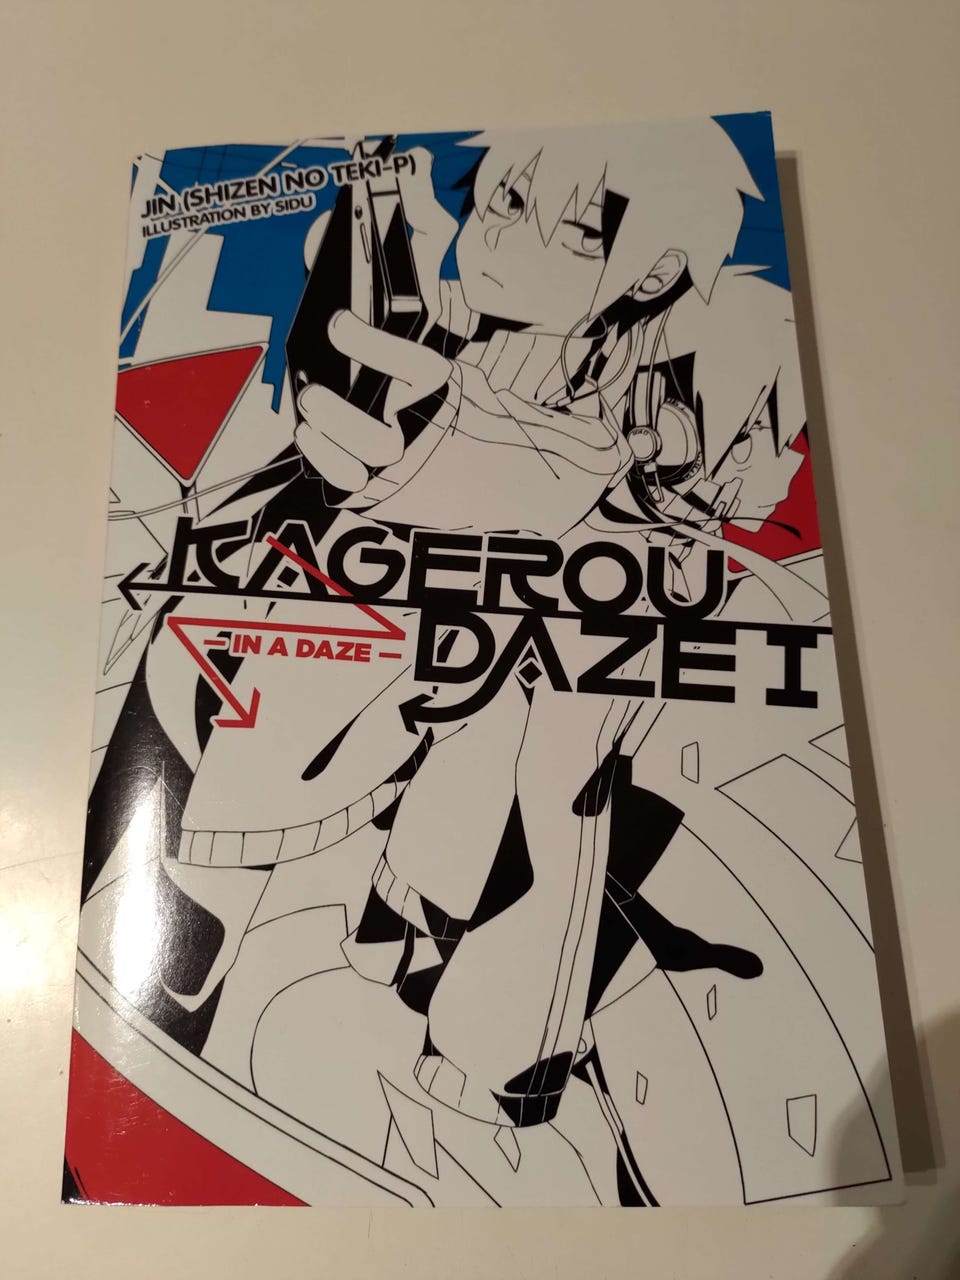 JIN (SHIZEN NO TEKI-P)
ILLUSTRATION BY SIDU
KAGEROU
DAZE I
— IN A DAZE —